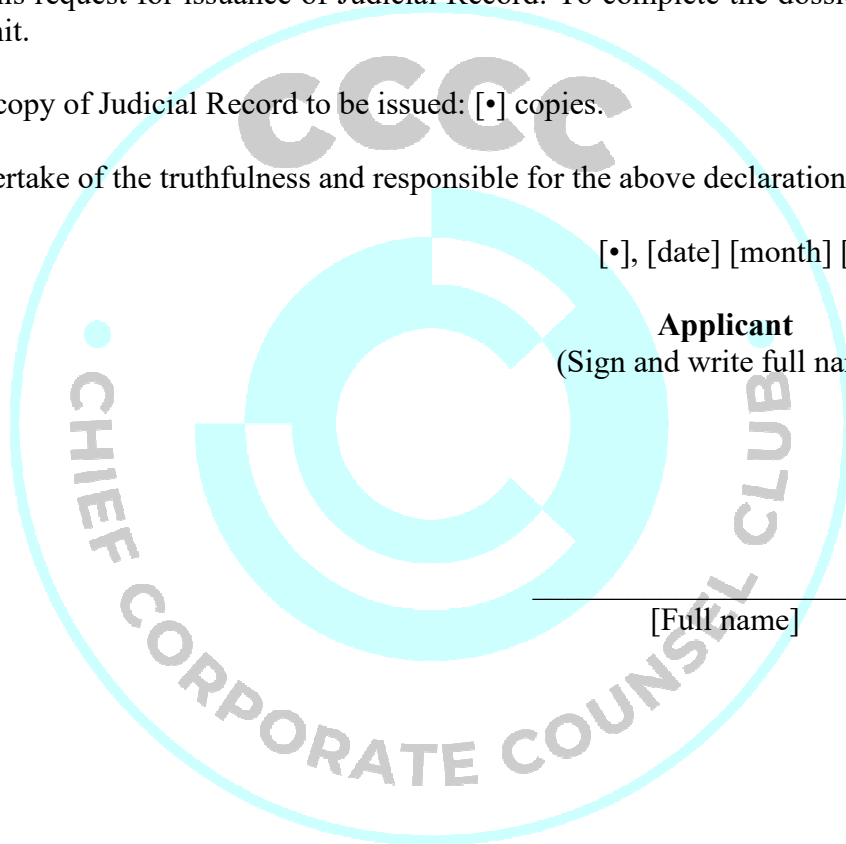 his request for issuance of Judicial Record. To complete the dossi
nit.
copy of Judicial Record to be issued: [•] copies.
ertake of the truthfulness and responsible for the above declaration
[•], [date] [month] [
Applicant
(Sign and write full na
[Full name]
CCCC
CHIEF CORPORATE COUNSEL CLUB